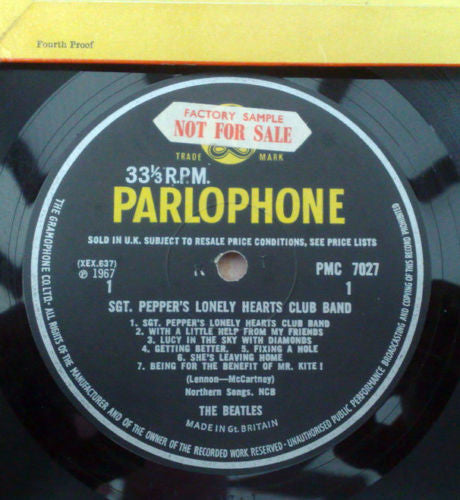 Fourth Proof
FACTORY SAMPLE
NOT FOR SALE
TRADE MARK
33⅓ R.P.M.
PARLOPHONE
SOLD IN U.K. SUBJECT TO RESALE PRICE CONDITIONS, SEE PRICE LISTS
(XEX.637) PMC 7027
℗ 1967
1 1
SGT. PEPPER'S LONELY HEARTS CLUB BAND
1. SGT. PEPPER'S LONELY HEARTS CLUB BAND
2. WITH A LITTLE HELP FROM MY FRIENDS
3. LUCY IN THE SKY WITH DIAMONDS
4. GETTING BETTER. 5. FIXING A HOLE
6. SHE'S LEAVING HOME
7. BEING FOR THE BENEFIT OF MR. KITE !
(Lennon—McCartney)
Northern Songs, NCB
THE BEATLES
MADE IN Gt. BRITAIN
THE GRAMOPHONE CO. LTD. · ALL RIGHTS OF THE MANUFACTURER AND OF THE OWNER OF THE RECORDED WORK RESERVED · UNAUTHORISED PUBLIC PERFORMANCE BROADCASTING AND COPYING OF THIS RECORD PROHIBITED